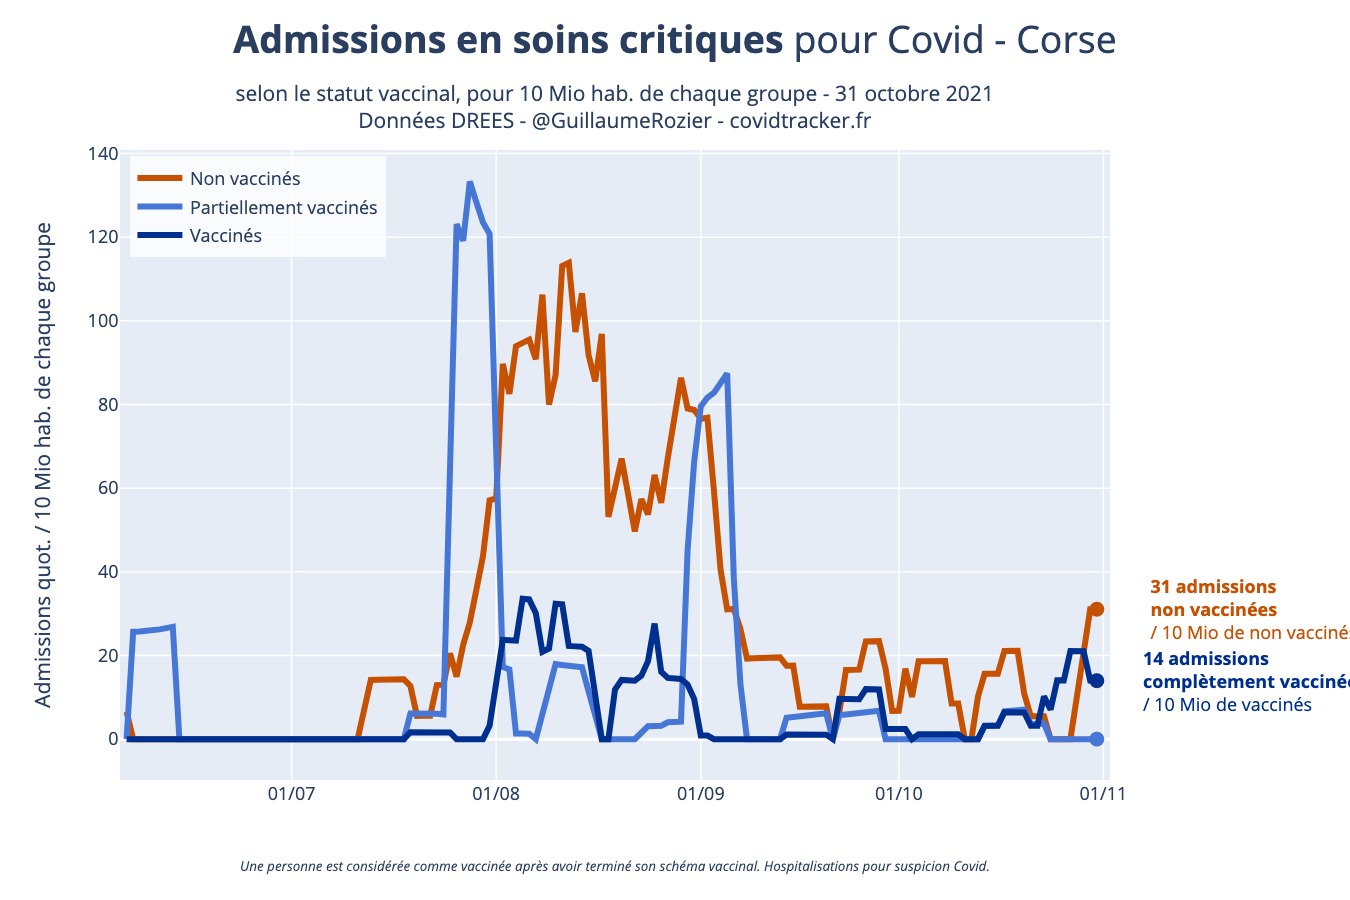 Admissions en soins critiques pour Covid - Corse
selon le statut vaccinal, pour 10 Mio hab. de chaque groupe - 31 octobre 2021
Données DREES - @GuillaumeRozier - covidtracker.fr
Non vaccinés
Partiellement vaccinés
Vaccinés
Admissions quot. / 10 Mio hab. de chaque groupe
140
120
100
80
60
40
20
0
01/07
01/08
01/09
01/10
01/11
31 admissions
non vaccinées
/ 10 Mio de non vaccinés
14 admissions
complètement vacciné
/ 10 Mio de vaccinés
Une personne est considérée comme vaccinée après avoir terminé son schéma vaccinal. Hospitalisations pour suspicion Covid.